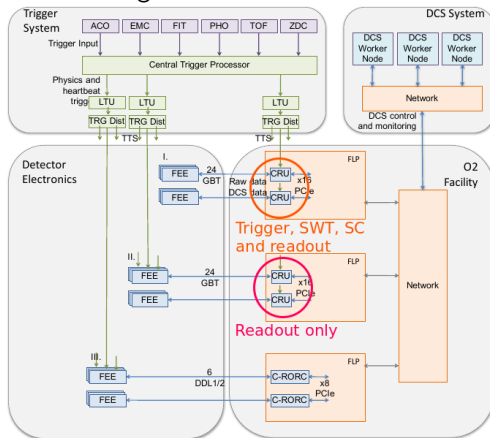 Trigger
System
ACO
EMC
FIT
PHO
TOF
ZDC
Trigger Input
Central Trigger Processor
Physics and
heartbeat
LTU
LTU
LTU
TRG Dist
TRG Dist
TRG Dist
TTS
TTS
DCS System
DCS
Worker
Node
DCS
Worker
Node
DCS
Worker
Node
Network
DCS control
and monitoring
Detector
Electronics
I.
FEE
FEE
24
GBT
Raw data
DCS data
FLP
CRU
CRU
x16
PCIe
O2
Facility
Trigger, SWT, SC
and readout
II.
FEE
FEE
24
GBT
CRU
CRU
x16
PCIe
FLP
Readout only
Network
III.
FEE
FEE
6
DDL1/2
C-RORC
C-RORC
x8
PCIe
FLP